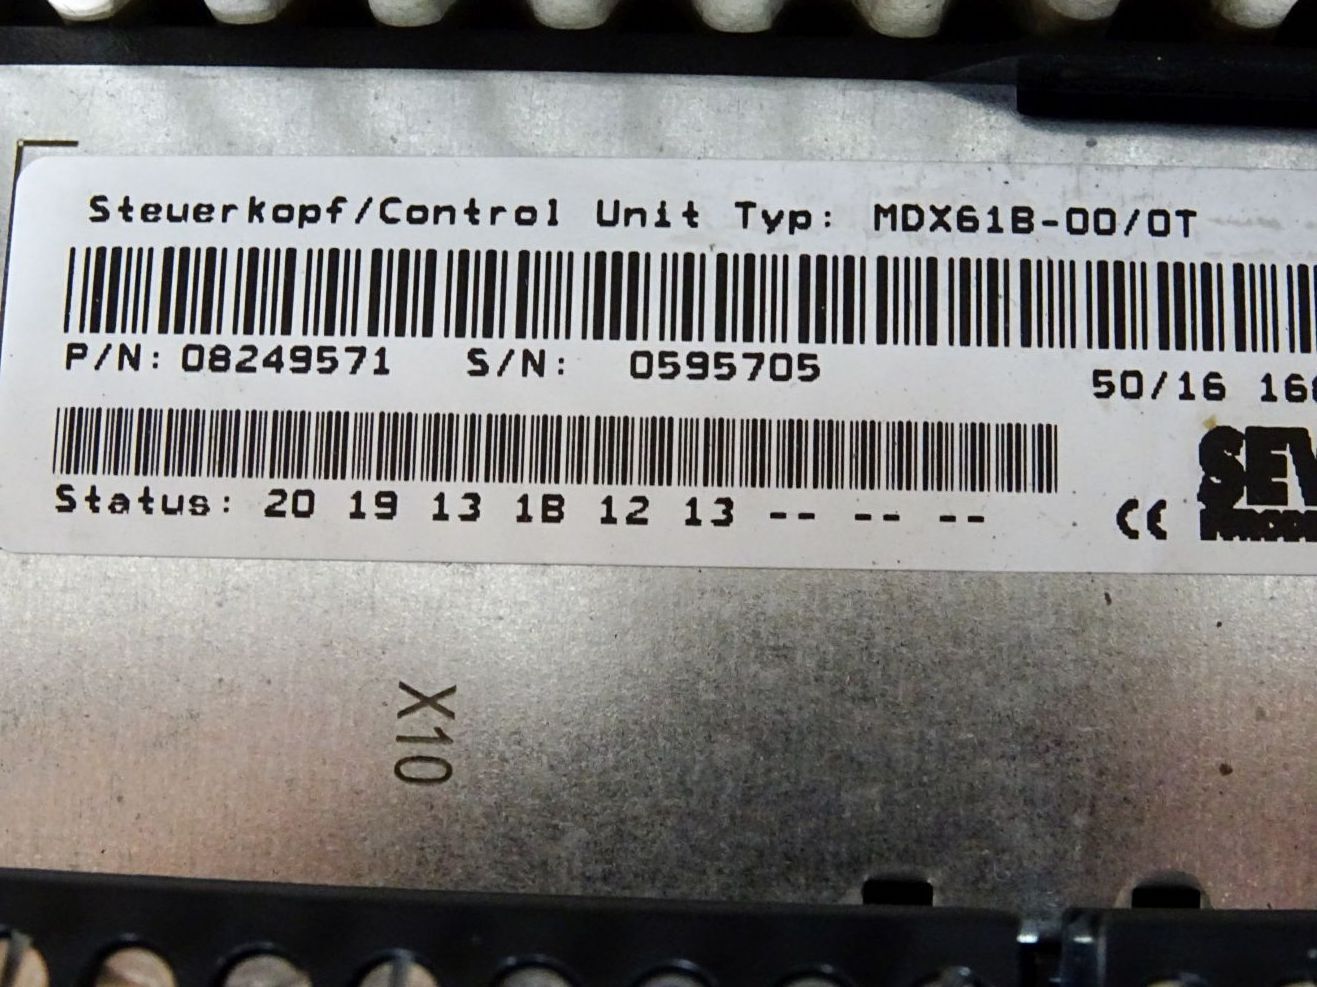 Steuerkopf/Control Unit Typ: MDX61B-00/0T
P/N: 08249571 S/N: 0595705
50/16
Status: 20 19 13 1B 12 13 -- -- --
CE
X10